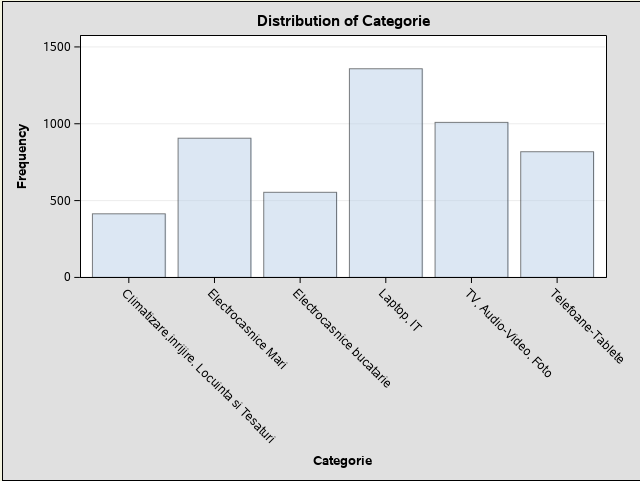 Distribution of Categorie
1500
1000
500
0
Frequency
Climatizare.inrijire, Locuinta si Tesaturi
Electrocasnice Mari
Electrocasnice bucatarie
Laptop, IT
TV, Audio-Video, Foto
Telefoane-Tablete
Categorie